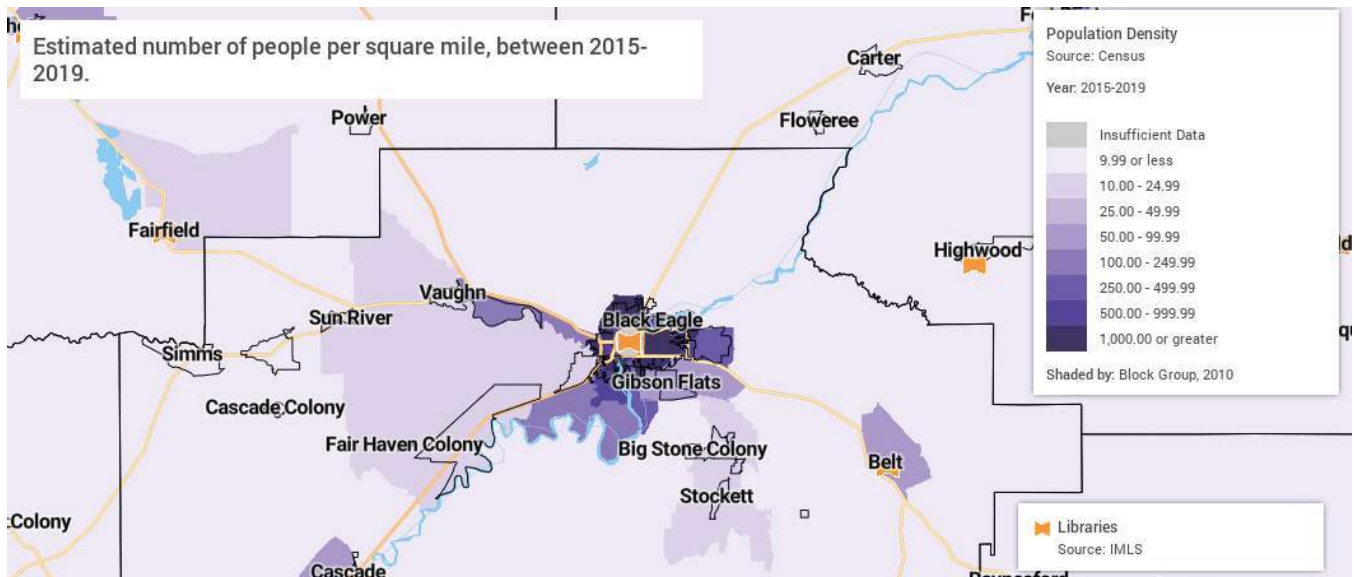 Estimated number of people per square mile, between 2015-
2019.
Carter
Power
Floweree
Fairfield
Highwood
Vaughn
Sun River
Black Eagle
Simms
Gibson Flats
Cascade Colony
Fair Haven Colony
Big Stone Colony
Belt
Stockett
Colony
Cascade
Population Density
Source: Census
Year: 2015-2019
Insufficient Data
9.99 or less
10.00 - 24.99
25.00 - 49.99
50.00 - 99.99
100.00 - 249.99
250.00 - 499.99
500.00 - 999.99
1,000.00 or greater
Shaded by: Block Group, 2010
Libraries
Source: IMLS